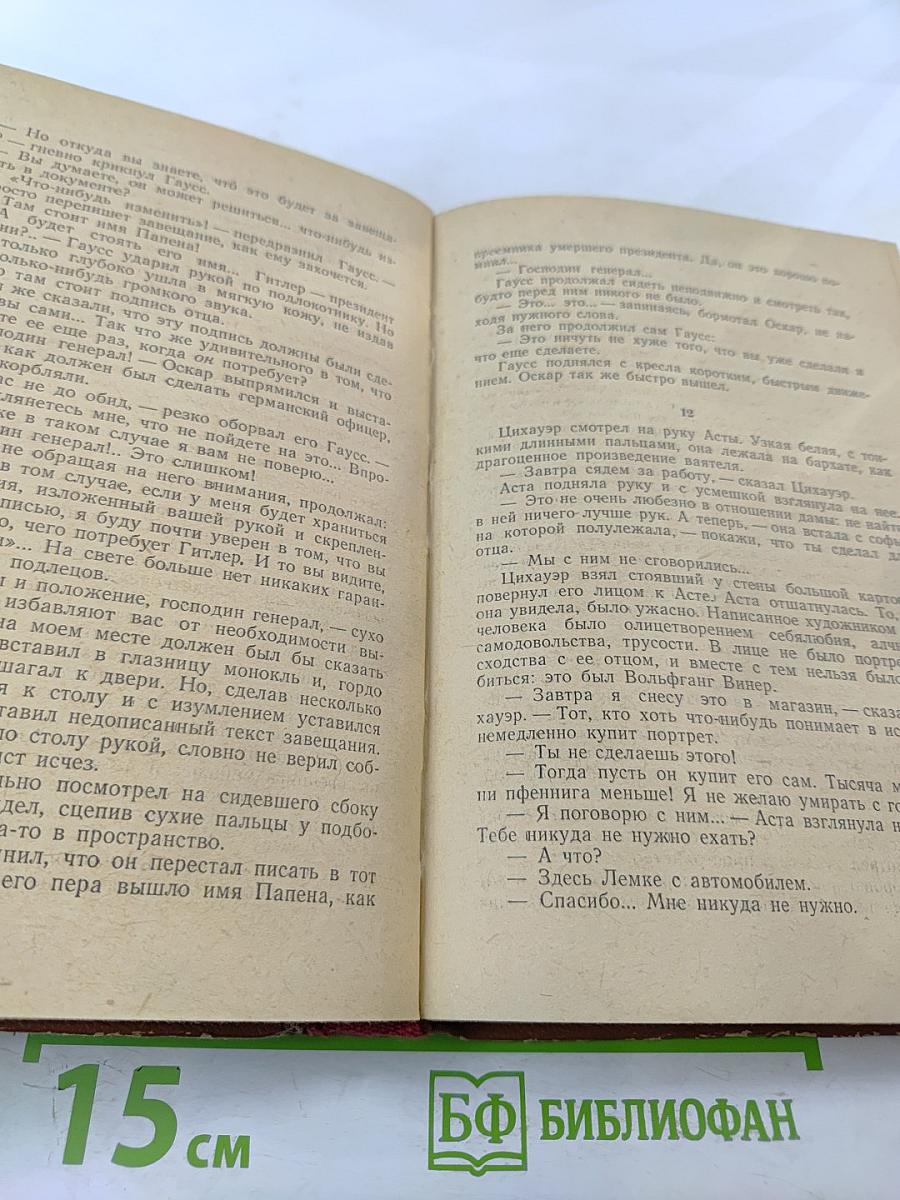 — Но откуда вы знаете, что это будет за завеща-
— гневно крикнул Гаусс.
— Вы думаете, он может решиться... что-нибудь из-
ть в документе?
«Что-нибудь изменить»! — передразнил Гаусс. —
росто перепишет завещание, как ему захочется.
Там стоит имя Папена!
А будет стоять его имя... Гитлер — президент
ии?.. — Гаусс ударил рукой по подлокотнику. Но
только глубоко ушла в мягкую кожу, не издав
олько-нибудь громкого звука.
о там стоит подпись отца.
ы же сказали, что эту подпись должны были сде-
вы сами... Так что же удивительного в том, что
те ее еще раз, когда он потребует?
подин генерал! — Оскар выпрямился и выста-
как должен был сделать германский офицер,
корбляли.
ас не до обид, — резко оборвал его Гаусс. —
лянетесь мне, что не пойдете на это... Впро-
же в таком случае я вам не поверю...
ин генерал!.. Это слишком!
не обращая на него внимания, продолжал:
в том случае, если у меня будет храниться
ия, изложенный вашей рукой и скреплен-
писью, я буду почти уверен в том, что вы
о, чего потребует Гитлер. И то вы видите,
и»... На свете больше нет никаких гаран-
подлецов.
ы и положение, господин генерал, — сухо
избавляют вас от необходимости вы-
на моем месте должен был бы сказать
вставил в глазницу монокль и, гордо
шагал к двери. Но, сделав несколько
я к столу и с изумлением уставился
тавил недописанный текст завещания.
по столу рукой, словно не верил соб-
ист исчез.
льно посмотрел на сидевшего сбоку
идел, сцепив сухие пальцы у подбо-
а-то в пространство.
нил, что он перестал писать в тот
его пера вышло имя Папена, как
преемника умершего президента. Да, он это хорошо по-
мнил...
— Господин генерал...
Гаусс продолжал сидеть неподвижно и смотреть так,
будто перед ним никого не было.
— Это... это... — запинаясь, бормотал Оскар, не на-
ходя нужного слова.
За него продолжил сам Гаусс:
— Это ничуть не хуже того, что вы уже сделали и
что еще сделаете.
Гаусс поднялся с кресла коротким, быстрым движе-
нием. Оскар так же быстро вышел.
12
Цихауэр смотрел на руку Асты. Узкая белая, с тон-
кими длинными пальцами, она лежала на бархате, как
драгоценное произведение ваятеля.
— Завтра сядем за работу, — сказал Цихауэр.
Аста подняла руку и с усмешкой взглянула на нее.
— Это не очень любезно в отношении дамы: не найти
в ней ничего лучше рук. А теперь, — она встала с софы,
на которой полулежала, — покажи, что ты сделал дл
отца.
— Мы с ним не сговорились...
Цихауэр взял стоявший у стены большой картон
повернул его лицом к Асте. Аста отшатнулась. То,
она увидела, было ужасно. Написанное художником
человека было олицетворением себялюбия, алчн
самодовольства, трусости. В лице не было портре
сходства с ее отцом, и вместе с тем нельзя было
биться: это был Вольфганг Винер.
— Завтра я снесу это в магазин, — сказа
хауэр. — Тот, кто хоть что-нибудь понимает в ис
немедленно купит портрет.
— Ты не сделаешь этого!
— Тогда пусть он купит его сам. Тысяча м
ни пфеннига меньше! Я не желаю умирать с го
— Я поговорю с ним... — Аста взглянула н
Тебе никуда не нужно ехать?
— А что?
— Здесь Лемке с автомобилем.
— Спасибо... Мне никуда не нужно.
15 см
БФ БИБЛИОФАН